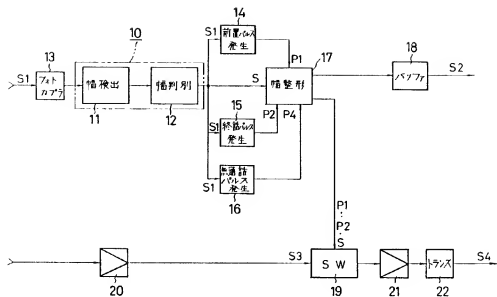 14
10
S1
前置パルス
発生
17
18
13
P1
S1
フォト
カプラ
幅検出
幅判別
S
幅整形
バッファ
S2
11
12
15
P2
P4
S1
終話パルス
発生
無通話
パルス
発生
S1
16
P1
P2
S
S3
SW
トランス
S4
20
19
21
22